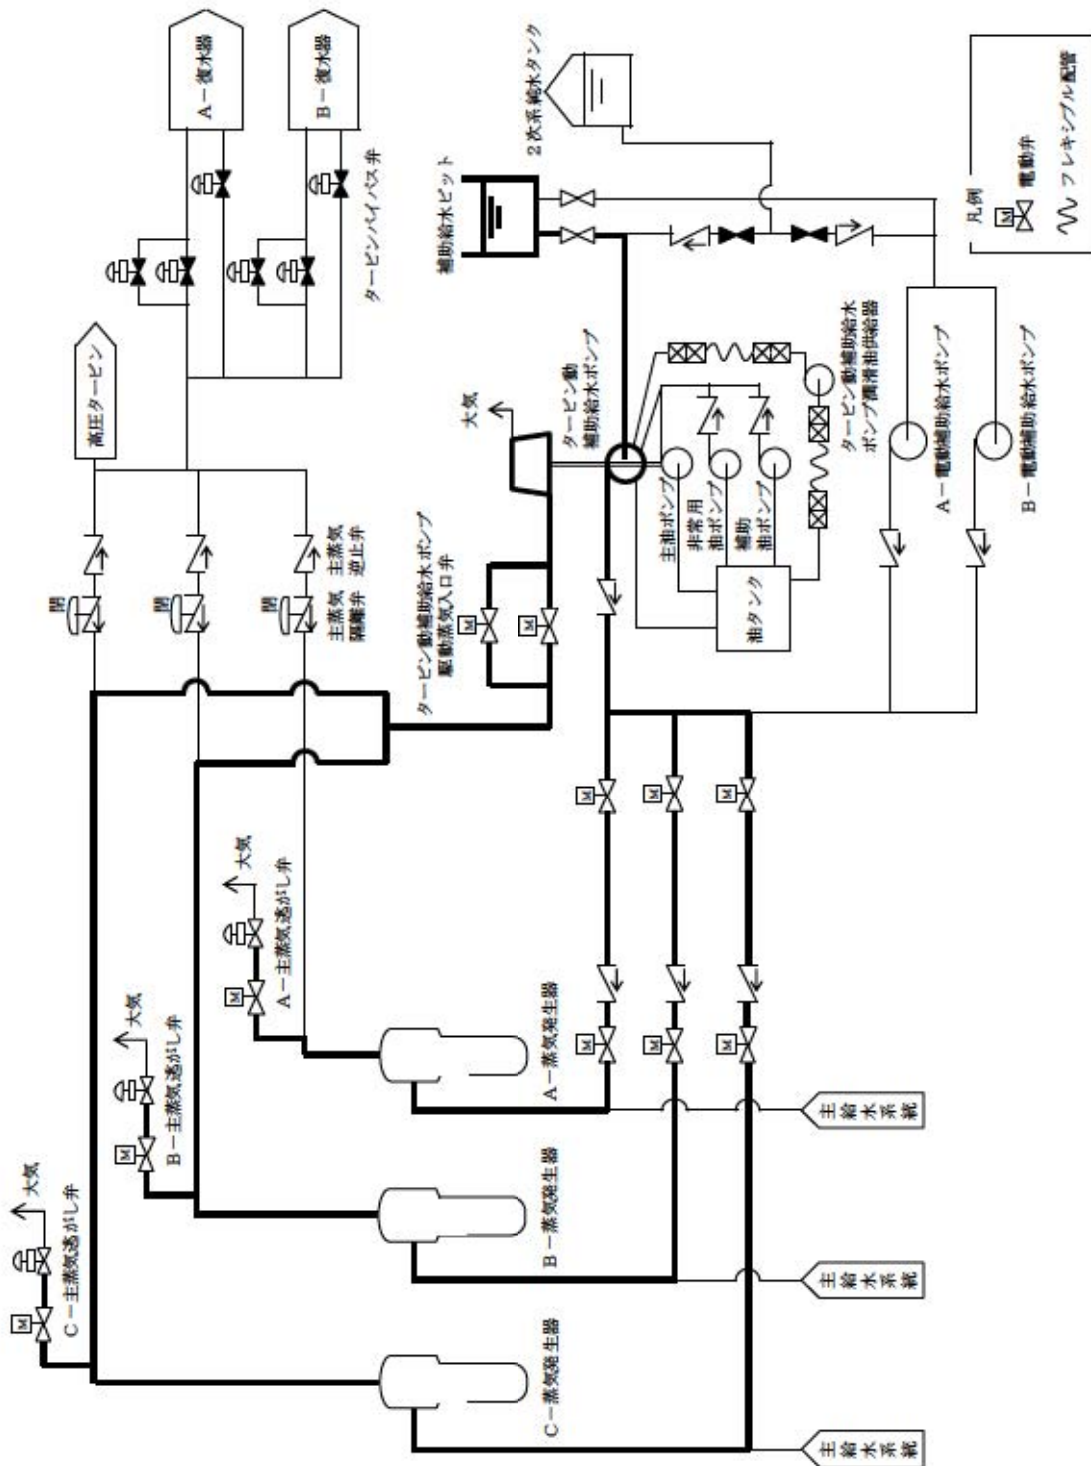 A－復水器
B－復水器
タービンバイパス弁
高圧タービン
2次系純水タンク
補助給水ピット
凡例
M
電動弁
フレキシブル配管
閉
閉
閉
主蒸気
隔離弁
主蒸気
逆止弁
大気
タービン動補助給水ポンプ
駆動蒸気入口弁
M
M
タービン動
補助給水ポンプ
主油ポンプ
非常用
油ポンプ
補助
油ポンプ
油タンク
タービン動補助給水
ポンプ潤滑油供給器
A－電動補助給水ポンプ
B－電動補助給水ポンプ
大気
M
A－主蒸気逃がし弁
大気
M
B－主蒸気逃がし弁
大気
M
C－主蒸気逃がし弁
M
M
M
M
M
M
A－蒸気発生器
B－蒸気発生器
C－蒸気発生器
主給水系統
主給水系統
主給水系統